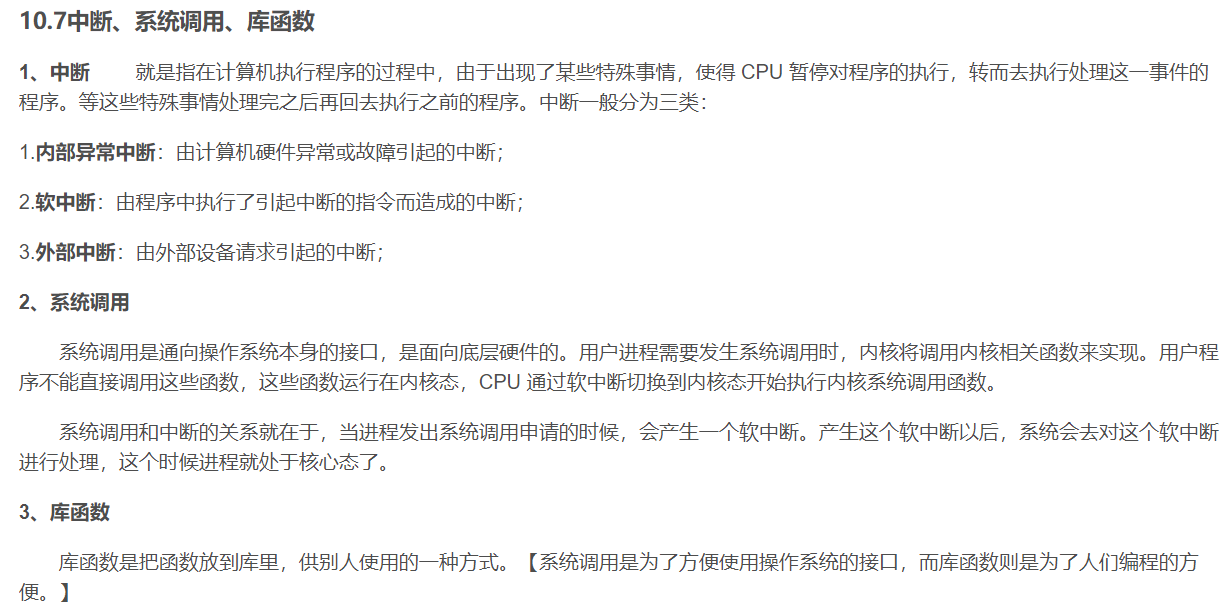 10.7中断、系统调用、库函数
1、中断 就是指在计算机执行程序的过程中，由于出现了某些特殊事情，使得 CPU 暂停对程序的执行，转而去执行处理这一事件的
程序。等这些特殊事情处理完之后再回去执行之前的程序。中断一般分为三类：
1.内部异常中断：由计算机硬件异常或故障引起的中断；
2.软中断：由程序中执行了引起中断的指令而造成的中断；
3.外部中断：由外部设备请求引起的中断；
2、系统调用
系统调用是通向操作系统本身的接口，是面向底层硬件的。用户进程需要发生系统调用时，内核将调用内核相关函数来实现。用户程
序不能直接调用这些函数，这些函数运行在内核态，CPU 通过软中断切换到内核态开始执行内核系统调用函数。
系统调用和中断的关系就在于，当进程发出系统调用申请的时候，会产生一个软中断。产生这个软中断以后，系统会去对这个软中断
进行处理，这个时候进程就处于核心态了。
3、库函数
库函数是把函数放到库里，供别人使用的一种方式。【系统调用是为了方便使用操作系统的接口，而库函数则是为了人们编程的方
便。】